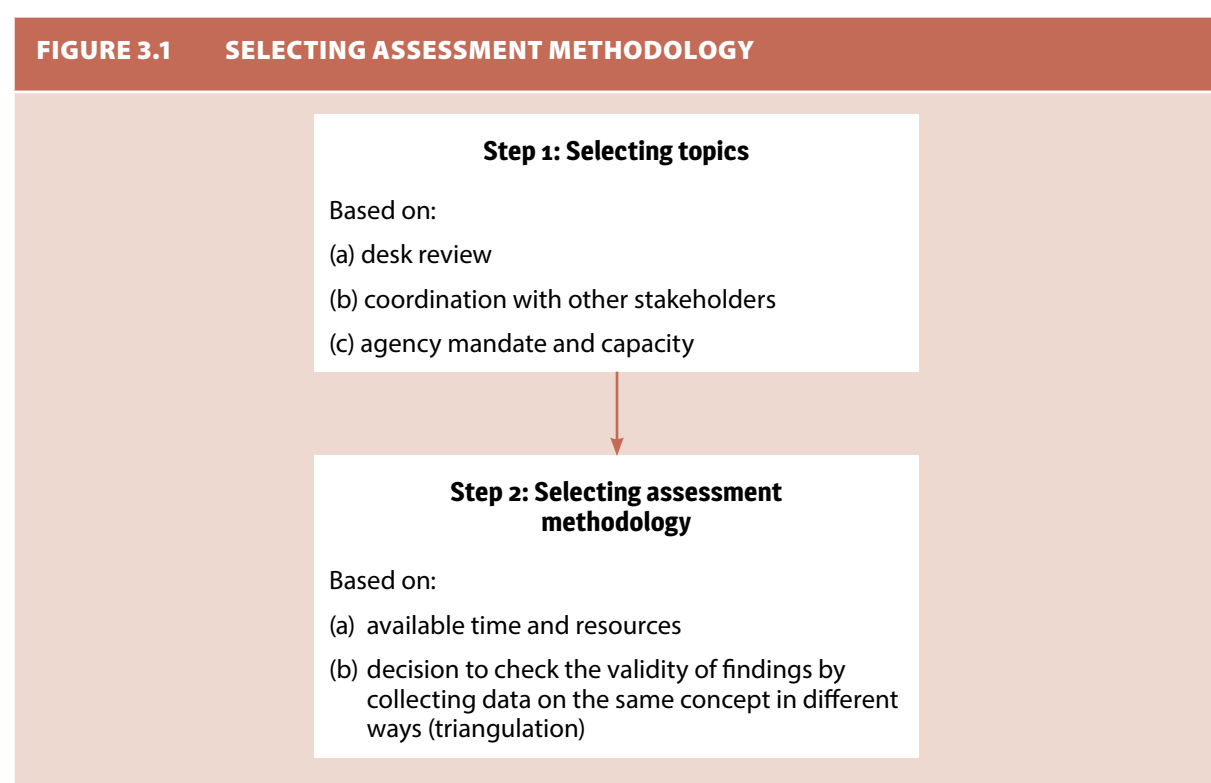 FIGURE 3.1 SELECTING ASSESSMENT METHODOLOGY
Step 1: Selecting topics
Based on:
(a) desk review
(b) coordination with other stakeholders
(c) agency mandate and capacity
Step 2: Selecting assessment
methodology
Based on:
(a) available time and resources
(b) decision to check the validity of findings by
collecting data on the same concept in different
ways (triangulation)